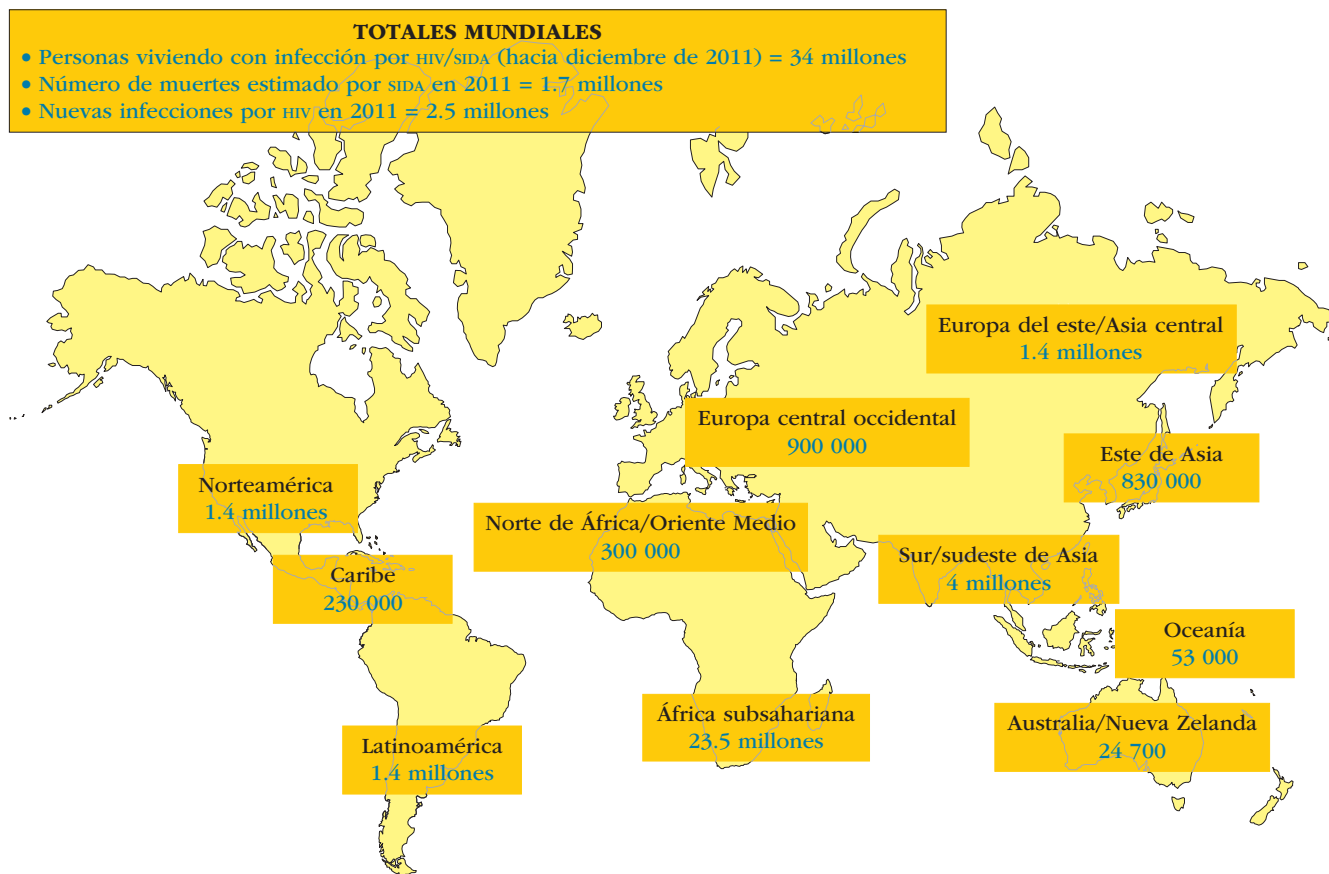 TOTALES MUNDIALES
• Personas viviendo con infección por HIV/SIDA (hacia diciembre de 2011) = 34 millones
• Número de muertes estimado por SIDA en 2011 = 1.7 millones
• Nuevas infecciones por HIV en 2011 = 2.5 millones
Europa del este/Asia central
1.4 millones
Europa central occidental
900 000
Este de Asia
830 000
Norteamérica
1.4 millones
Norte de África/Oriente Medio
300 000
Sur/sudeste de Asia
4 millones
Caribe
230 000
Oceanía
53 000
África subsahariana
23.5 millones
Australia/Nueva Zelanda
24 700
Latinoamérica
1.4 millones